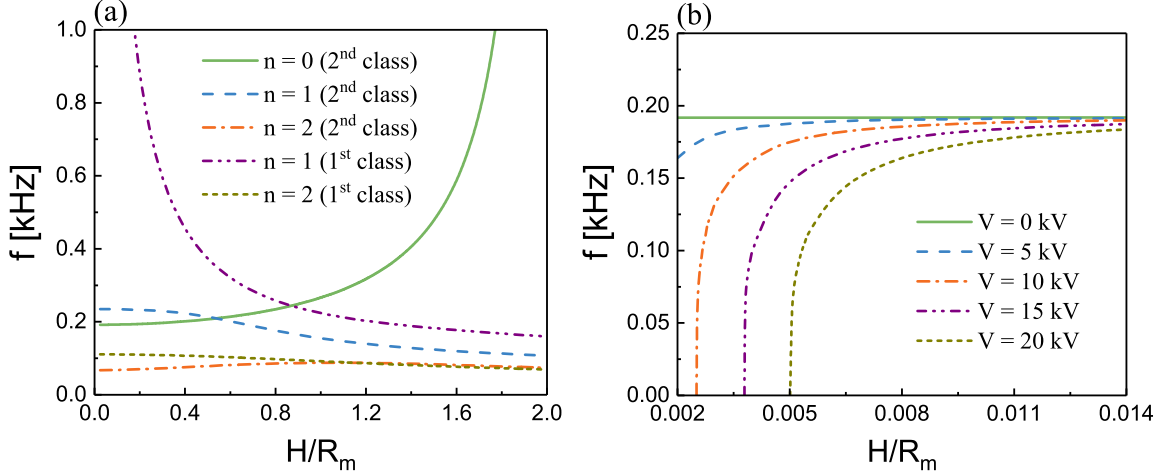 (a)
f [kHz]
1.0
0.8
0.6
0.4
0.2
0.0
n = 0 (2nd class)
n = 1 (2nd class)
n = 2 (2nd class)
n = 1 (1st class)
n = 2 (1st class)
0.0 0.4 0.8 1.2 1.6 2.0
H/Rm
(b)
f [kHz]
0.25
0.20
0.15
0.10
0.05
0.00
V = 0 kV
V = 5 kV
V = 10 kV
V = 15 kV
V = 20 kV
0.002 0.005 0.008 0.011 0.014
H/Rm